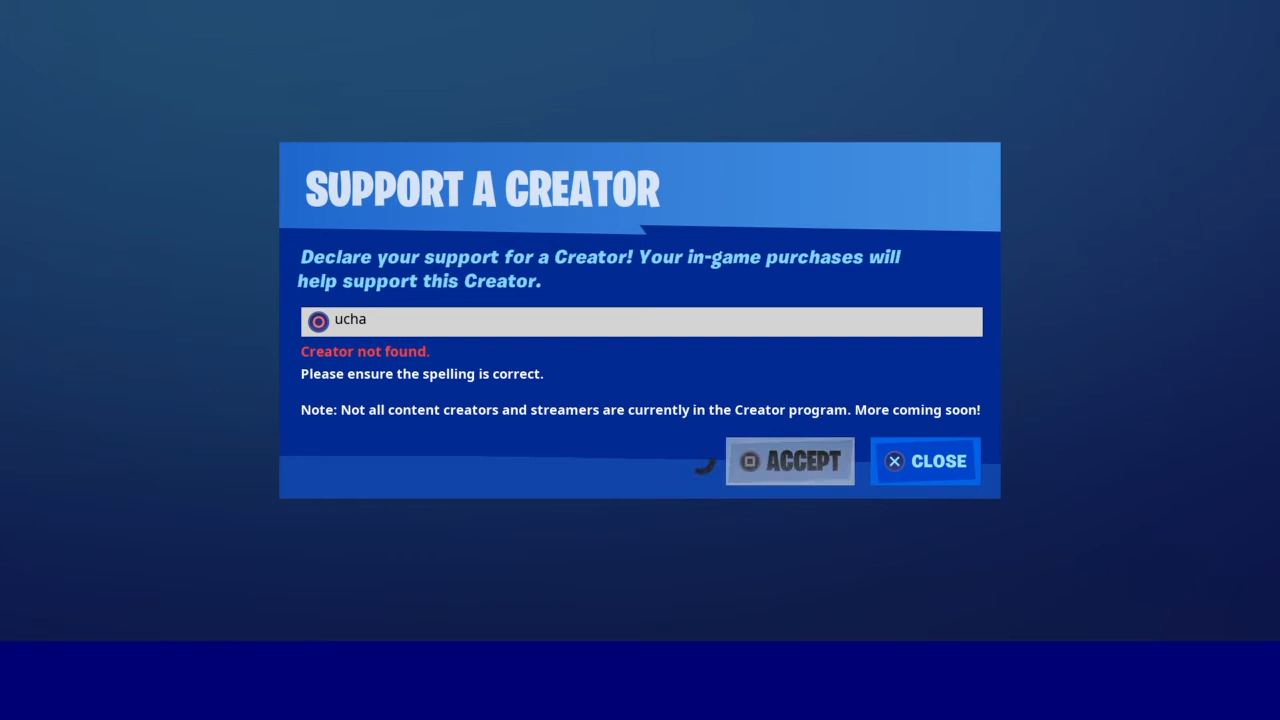 SUPPORT A CREATOR
Declare your support for a Creator! Your in-game purchases will
help support this Creator.
ucha
Creator not found.
Please ensure the spelling is correct.
Note: Not all content creators and streamers are currently in the Creator program. More coming soon!
ACCEPT
CLOSE